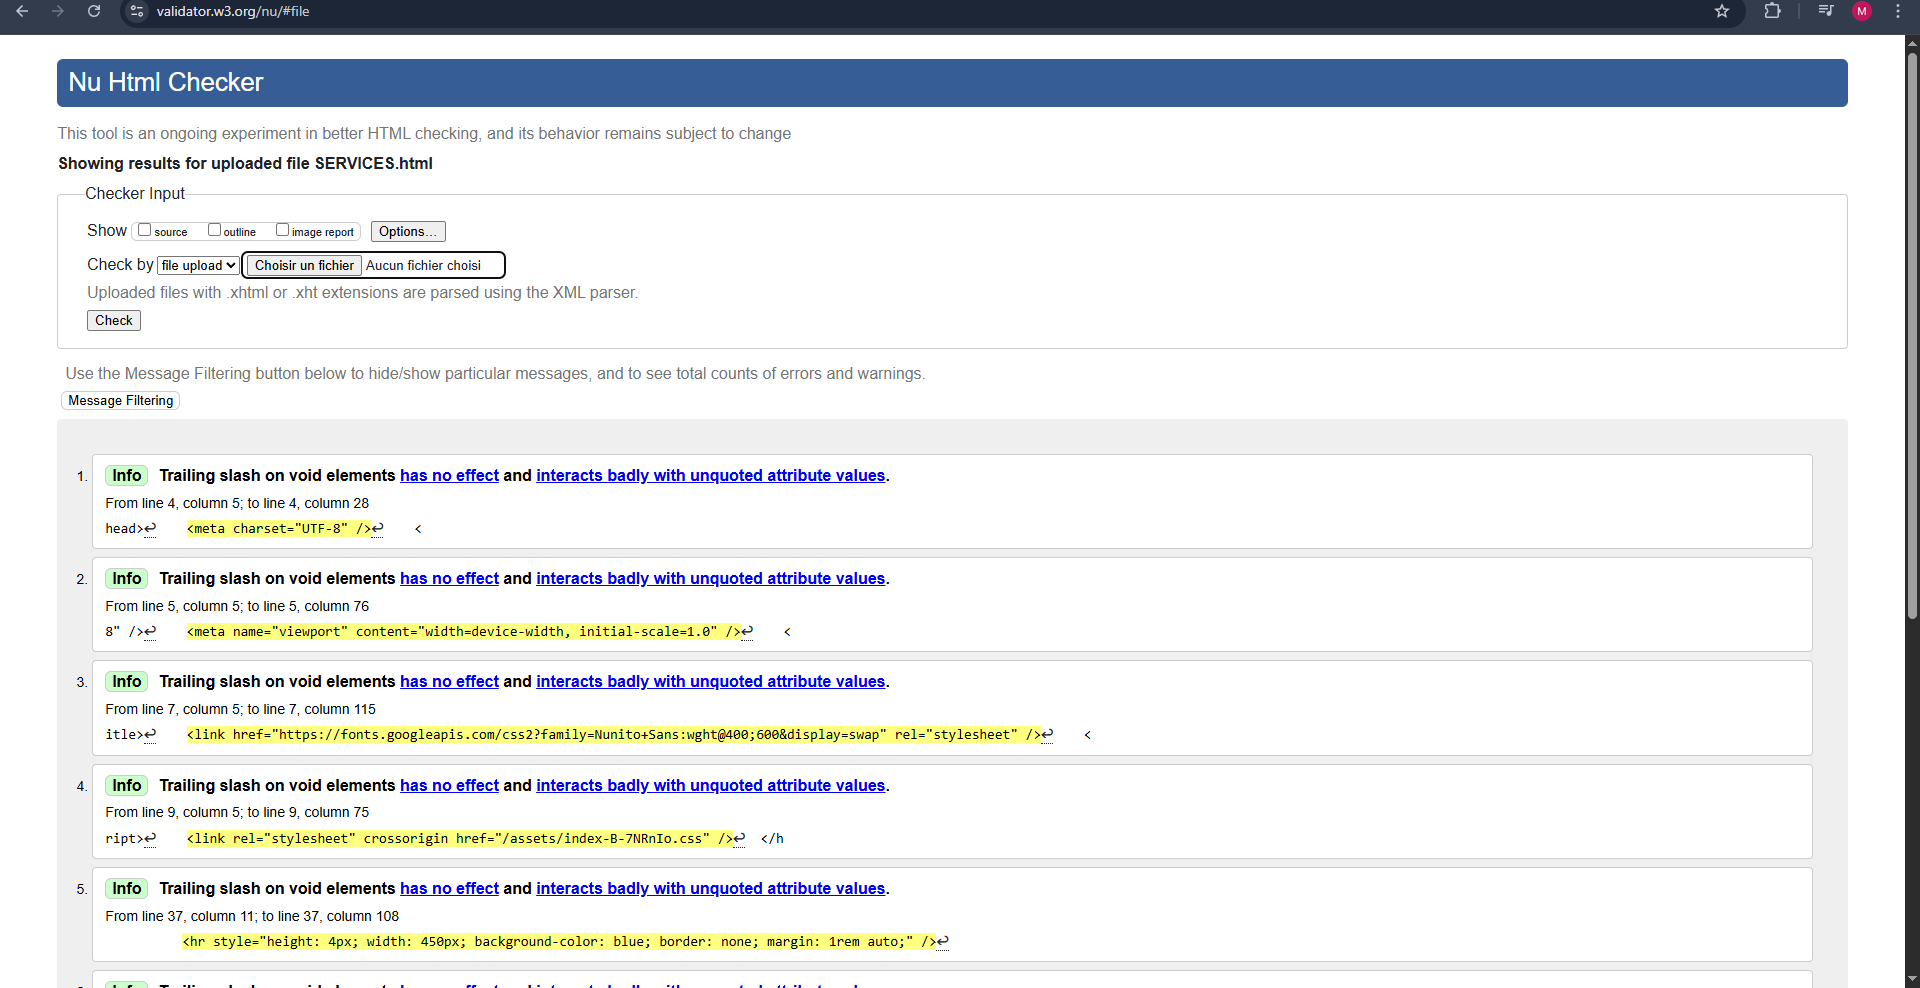 validator.w3.org/nu/#file
M
Nu Html Checker
This tool is an ongoing experiment in better HTML checking, and its behavior remains subject to change
Showing results for uploaded file SERVICES.html
Checker Input
Show source outline image report Options...
Check by file upload Choisir un fichier Aucun fichier choisi
Uploaded files with .xhtml or .xht extensions are parsed using the XML parser.
Check
Use the Message Filtering button below to hide/show particular messages, and to see total counts of errors and warnings.
Message Filtering
1. Info Trailing slash on void elements has no effect and interacts badly with unquoted attribute values.
From line 4, column 5; to line 4, column 28
head>↩ <meta charset="UTF-8" />↩ <
2. Info Trailing slash on void elements has no effect and interacts badly with unquoted attribute values.
From line 5, column 5; to line 5, column 76
8" />↩ <meta name="viewport" content="width=device-width, initial-scale=1.0" />↩ <
3. Info Trailing slash on void elements has no effect and interacts badly with unquoted attribute values.
From line 7, column 5; to line 7, column 115
itle>↩ <link href="https://fonts.googleapis.com/css2?family=Nunito+Sans:wght@400;600&display=swap" rel="stylesheet" />↩ <
4. Info Trailing slash on void elements has no effect and interacts badly with unquoted attribute values.
From line 9, column 5; to line 9, column 75
ript>↩ <link rel="stylesheet" crossorigin href="/assets/index-B-7NRnIo.css" />↩ </h
5. Info Trailing slash on void elements has no effect and interacts badly with unquoted attribute values.
From line 37, column 11; to line 37, column 108
<hr style="height: 4px; width: 450px; background-color: blue; border: none; margin: 1rem auto;" />↩